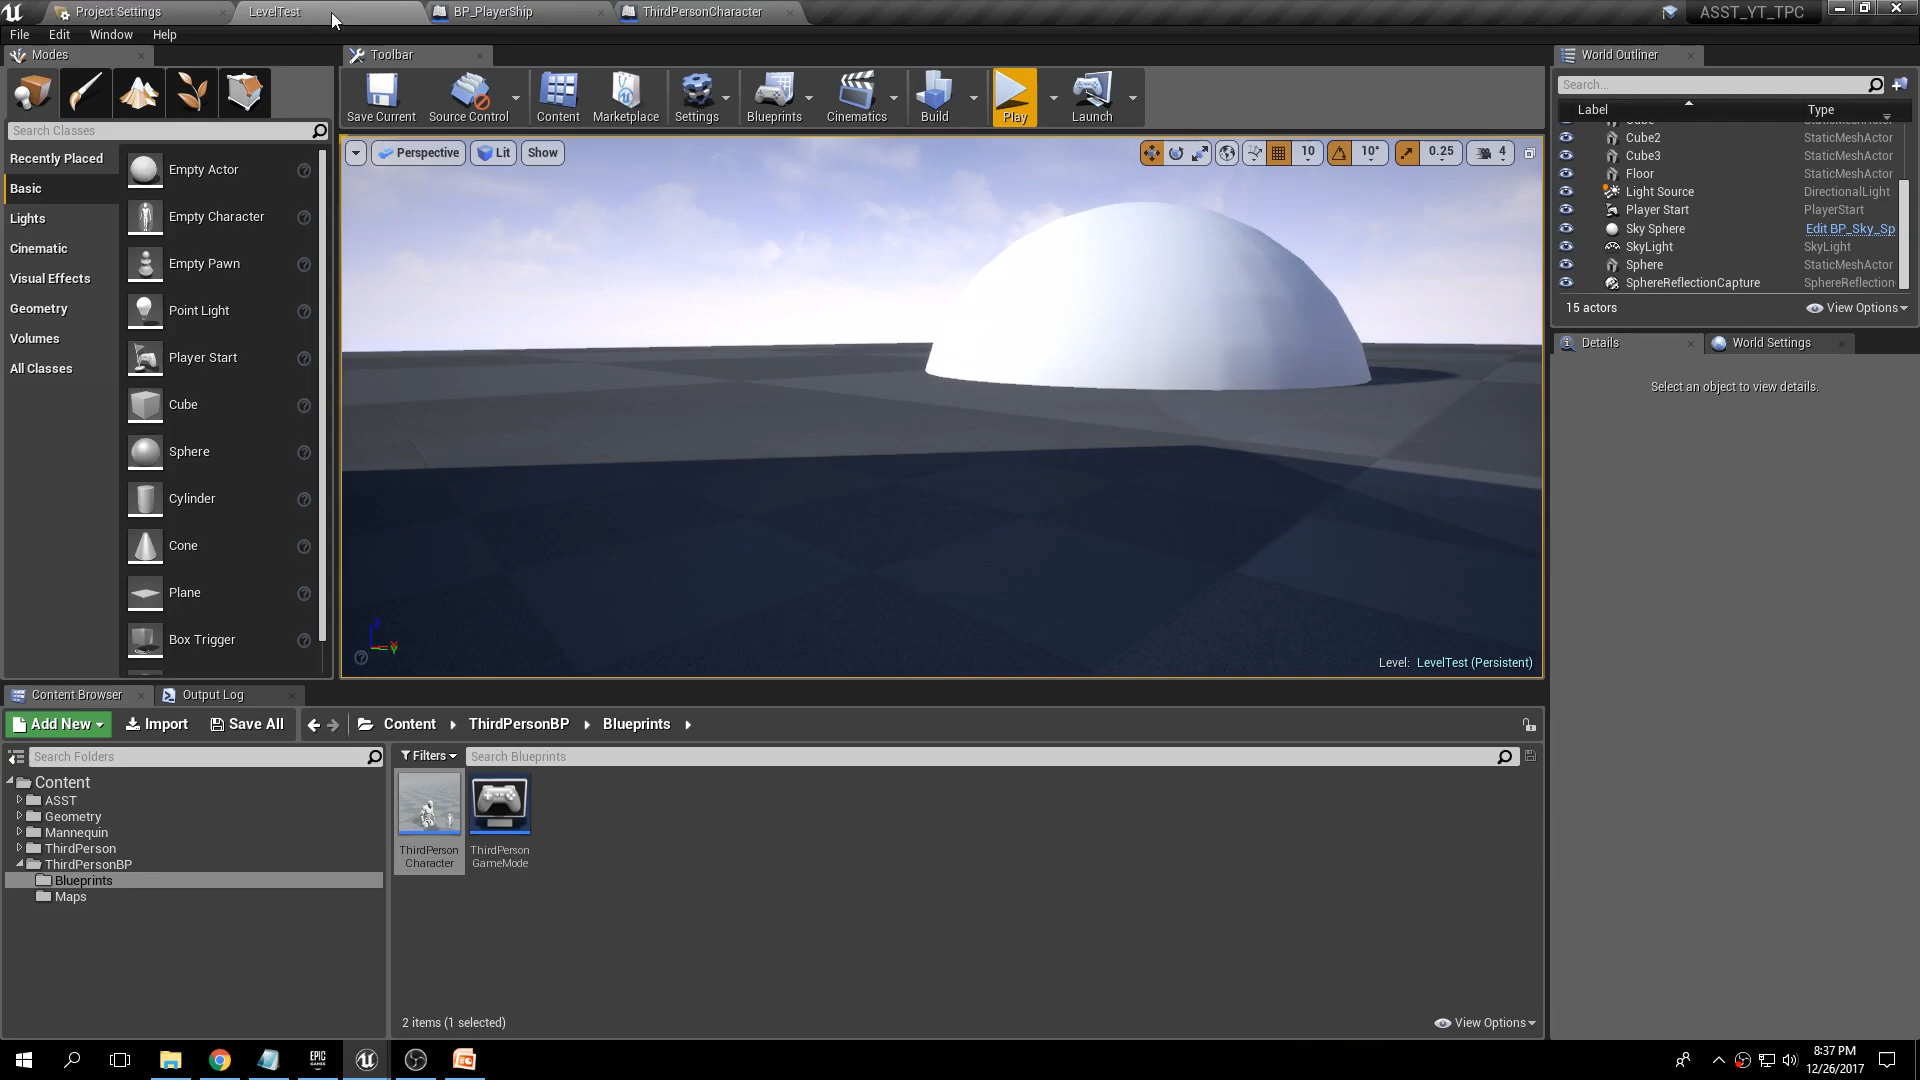 Project Settings
LevelTest
BP_PlayerShip
ThirdPersonCharacter
ASST_YT_TPC
File Edit Window Help
Modes
Toolbar
World Outliner
Save Current
Source Control
Content
Marketplace
Settings
Blueprints
Cinematics
Build
Play
Launch
Search...
Label
Type
Search Classes
Recently Placed
Basic
Lights
Cinematic
Visual Effects
Geometry
Volumes
All Classes
Empty Actor
Empty Character
Empty Pawn
Point Light
Player Start
Cube
Sphere
Cylinder
Cone
Plane
Box Trigger
Perspective
Lit
Show
10
10°
0.25
4
Level: LevelTest (Persistent)
Cube2 StaticMeshActor
Cube3 StaticMeshActor
Floor StaticMeshActor
Light Source DirectionalLight
Player Start PlayerStart
Sky Sphere Edit BP_Sky_Sp
SkyLight SkyLight
Sphere StaticMeshActor
SphereReflectionCapture SphereReflection
15 actors
View Options
Details
World Settings
Select an object to view details.
Content Browser
Output Log
Add New
Import
Save All
Content
ThirdPersonBP
Blueprints
Search Folders
Filters
Search Blueprints
Content
ASST
Geometry
Mannequin
ThirdPerson
ThirdPersonBP
Blueprints
Maps
ThirdPerson
Character
ThirdPerson
GameMode
2 items (1 selected)
View Options
EPIC
GAMES
8:37 PM
12/26/2017